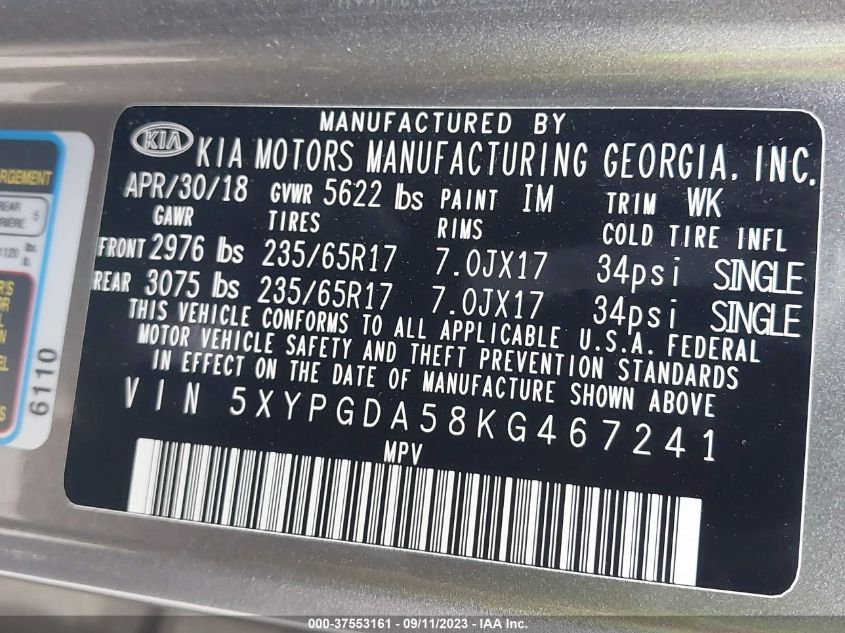 MANUFACTURED BY
KIA KIA MOTORS MANUFACTURING GEORGIA, INC.
APR/30/18 GVWR 5622 lbs PAINT IM TRIM WK
GAWR TIRES RIMS COLD TIRE INFL
FRONT 2976 lbs 235/65R17 7.0JX17 34psi SINGLE
REAR 3075 lbs 235/65R17 7.0JX17 34psi SINGLE
THIS VEHICLE CONFORMS TO ALL APPLICABLE U.S.A. FEDERAL
MOTOR VEHICLE SAFETY AND THEFT PREVENTION STANDARDS
IN EFFECT ON THE DATE OF MANUFACTURE SHOWN ABOVE
VIN 5XYPGDA58KG467241
MPV
REAR 5
6110
000-37553161 - 09/11/2023 - IAA Inc.